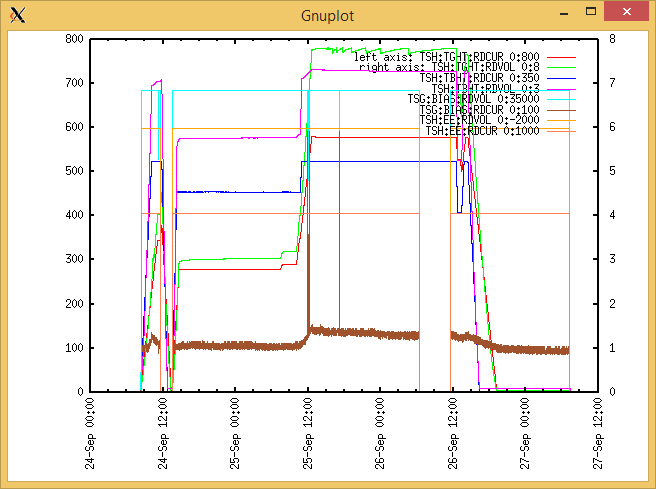 Gnuplot
800
700
600
500
400
300
200
100
0
8
7
6
5
4
3
2
1
0
left axis: TSH:TGHT:RDCUR 0:800
right axis: TSH:TGHT:RDVOL 0:8
TSH:TBHT:RDCUR 0:350
TSH:TBHT:RDVOL 0:3
TSG:BIAS:RDVOL 0:35000
TSG:BIAS:RDCUR 0:100
TSH:EE:RDVOL 0:-2000
TSH:EE:RDCUR 0:1000
24-Sep 00:00
24-Sep 12:00
25-Sep 00:00
25-Sep 12:00
26-Sep 00:00
26-Sep 12:00
27-Sep 00:00
27-Sep 12:00